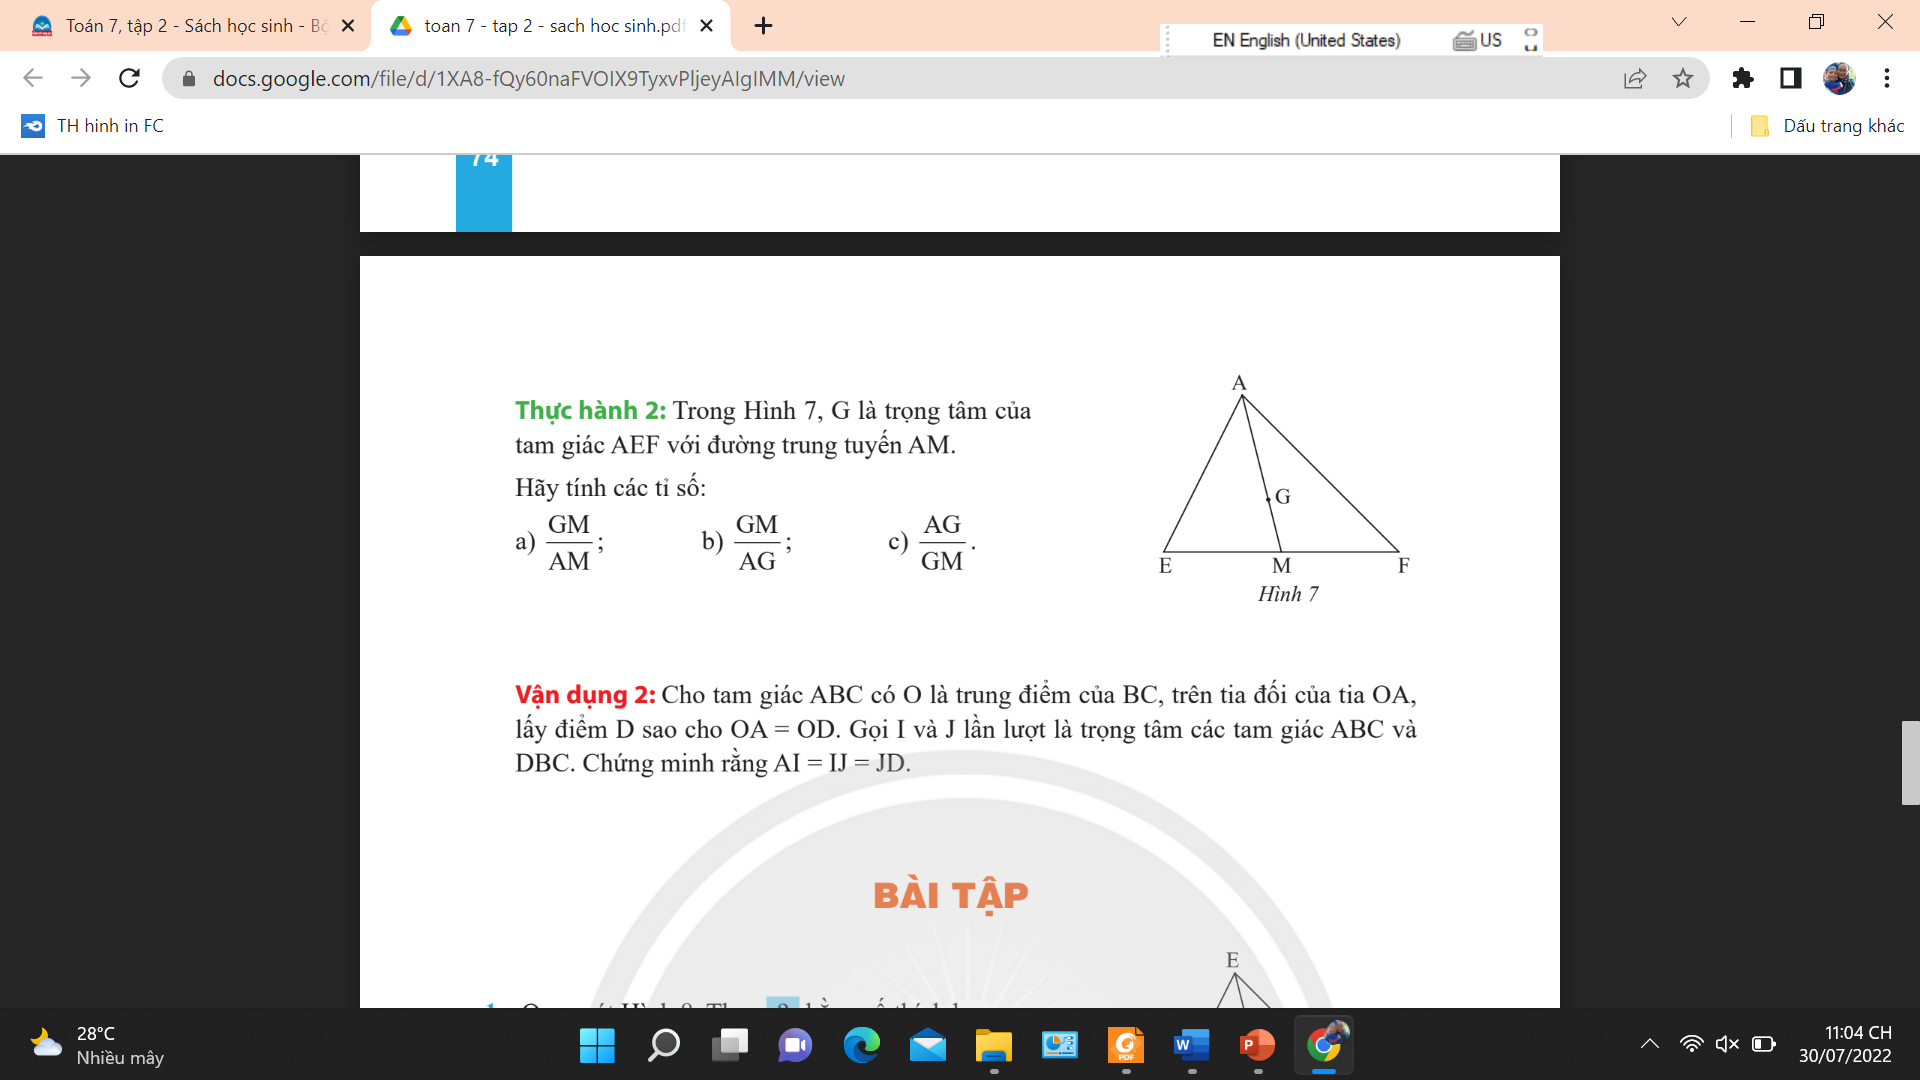 Toán 7, tập 2 - Sách học sinh - Bộ
toan 7 - tap 2 - sach hoc sinh.pdf
EN English (United States)
US
docs.google.com/file/d/1XA8-fQy60naFVOIX9TyxvPljeyAIgIMM/view
TH hinh in FC
Dấu trang khác
74
Thực hành 2: Trong Hình 7, G là trọng tâm của
tam giác AEF với đường trung tuyến AM.
Hãy tính các tỉ số:
a) GM/AM; b) GM/AG; c) AG/GM.
A
G
E M F
Hình 7
Vận dụng 2: Cho tam giác ABC có O là trung điểm của BC, trên tia đối của tia OA,
lấy điểm D sao cho OA = OD. Gọi I và J lần lượt là trọng tâm các tam giác ABC và
DBC. Chứng minh rằng AI = IJ = JD.
BÀI TẬP
E
28°C
Nhiều mây
11:04 CH
30/07/2022